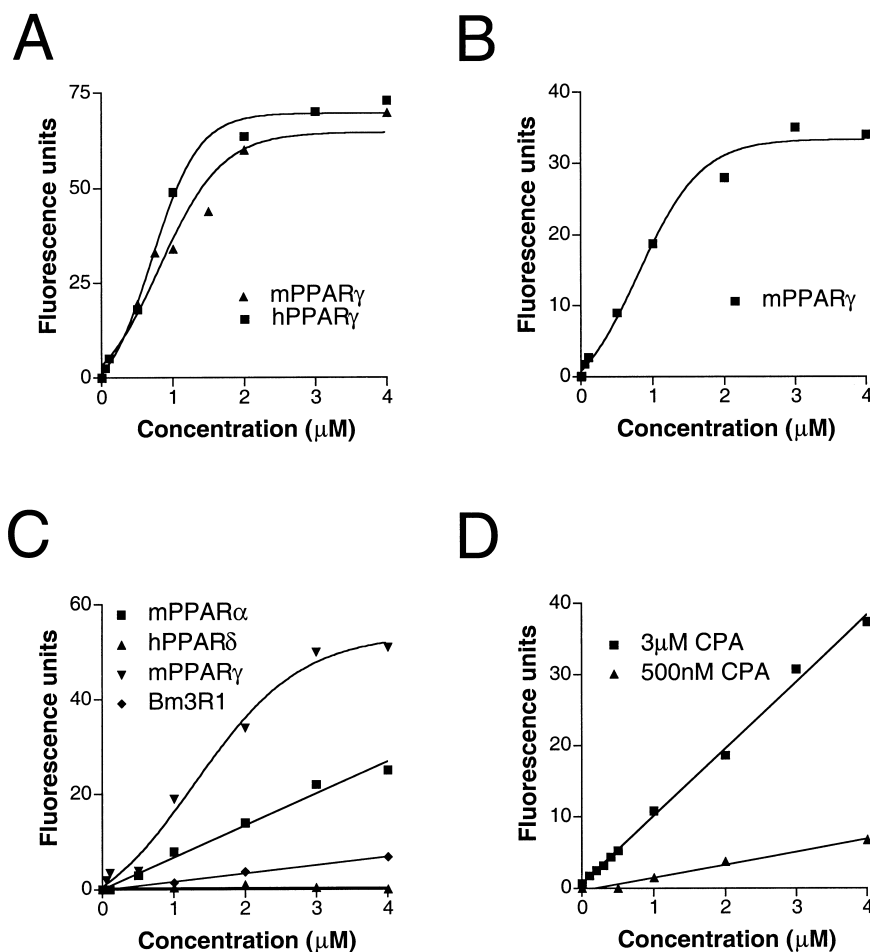 A
75
50
25
0
Fluorescence units
mPPARγ
hPPARγ
0 1 2 3 4
Concentration (μM)
B
40
30
20
10
0
Fluorescence units
mPPARγ
0 1 2 3 4
Concentration (μM)
C
60
40
20
0
Fluorescence units
mPPARα
hPPARδ
mPPARγ
Bm3R1
0 1 2 3 4
Concentration (μM)
D
40
30
20
10
0
Fluorescence units
3μM CPA
500nM CPA
0 1 2 3 4
Concentration (μM)